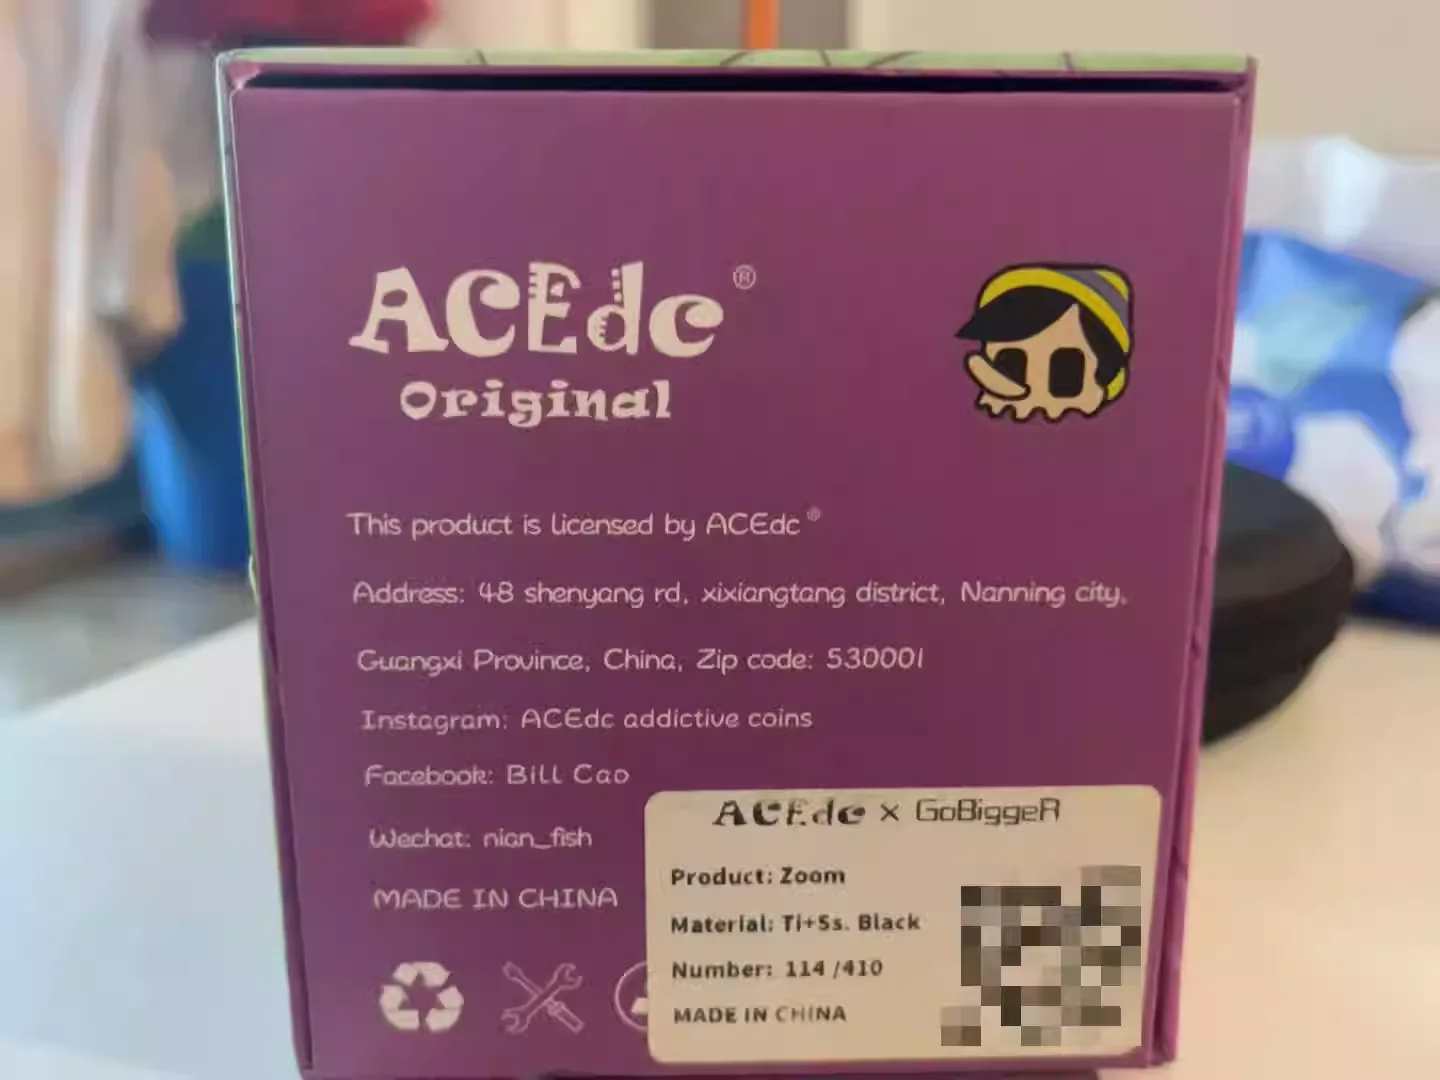 ACEdc®
Original
This product is licensed by ACEdc®
Address: 48 shenyang rd, xixiangtang district, Nanning city,
Guangxi Province, China, Zip code: 530001
Instagram: ACEdc addictive coins
Facebook: Bill Cao
Wechat: nian_fish
MADE IN CHINA
ACEdc × GoBiggeR
Product: Zoom
Material: Ti+Ss. Black
Number: 114 /410
MADE IN CHINA